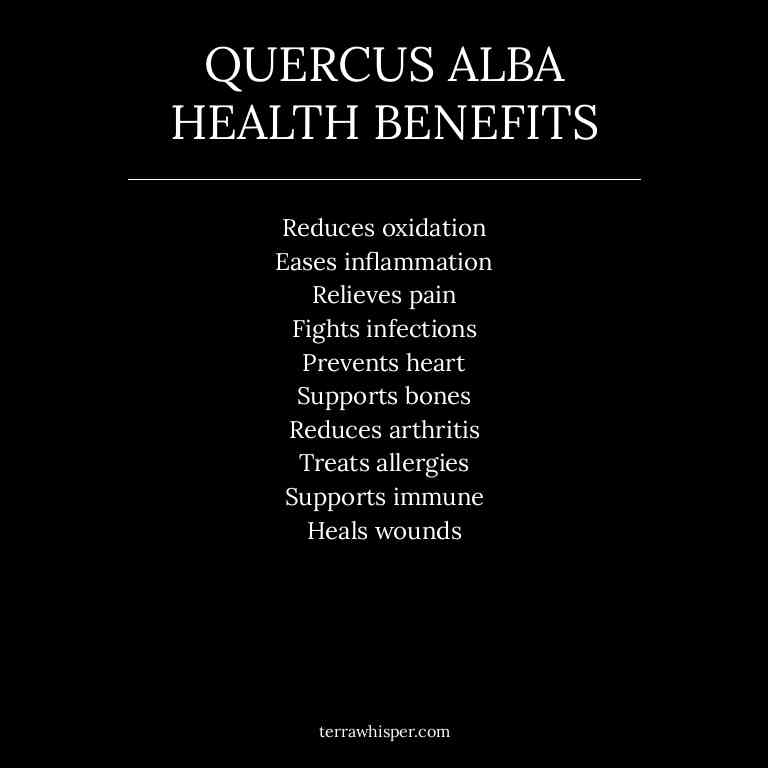 QUERCUS ALBA
HEALTH BENEFITS
Reduces oxidation
Eases inflammation
Relieves pain
Fights infections
Prevents heart
Supports bones
Reduces arthritis
Treats allergies
Supports immune
Heals wounds
terrawhisper.com